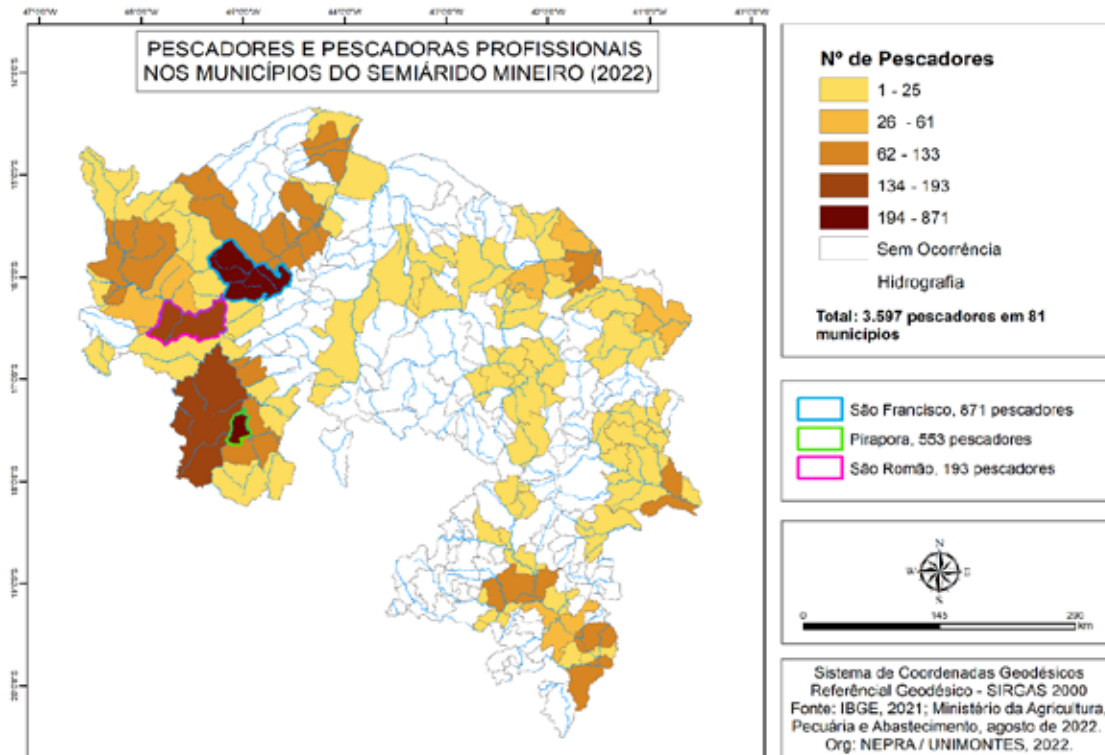 PESCADORES E PESCADORAS PROFISSIONAIS
NOS MUNICÍPIOS DO SEMIÁRIDO MINEIRO (2022)
Nº de Pescadores
1 - 25
26 - 61
62 - 133
134 - 193
194 - 871
Sem Ocorrência
Hidrografia
Total: 3.597 pescadores em 81
municípios
São Francisco, 871 pescadores
Pirapora, 553 pescadores
São Romão, 193 pescadores
N
W
E
S
0 145 290
km
Sistema de Coordenadas Geodésicos
Referêncial Geodésico - SIRGAS 2000
Fonte: IBGE, 2021; Ministério da Agricultura,
Pecuária e Abastecimento, agosto de 2022.
Org: NEPRA / UNIMONTES, 2022.